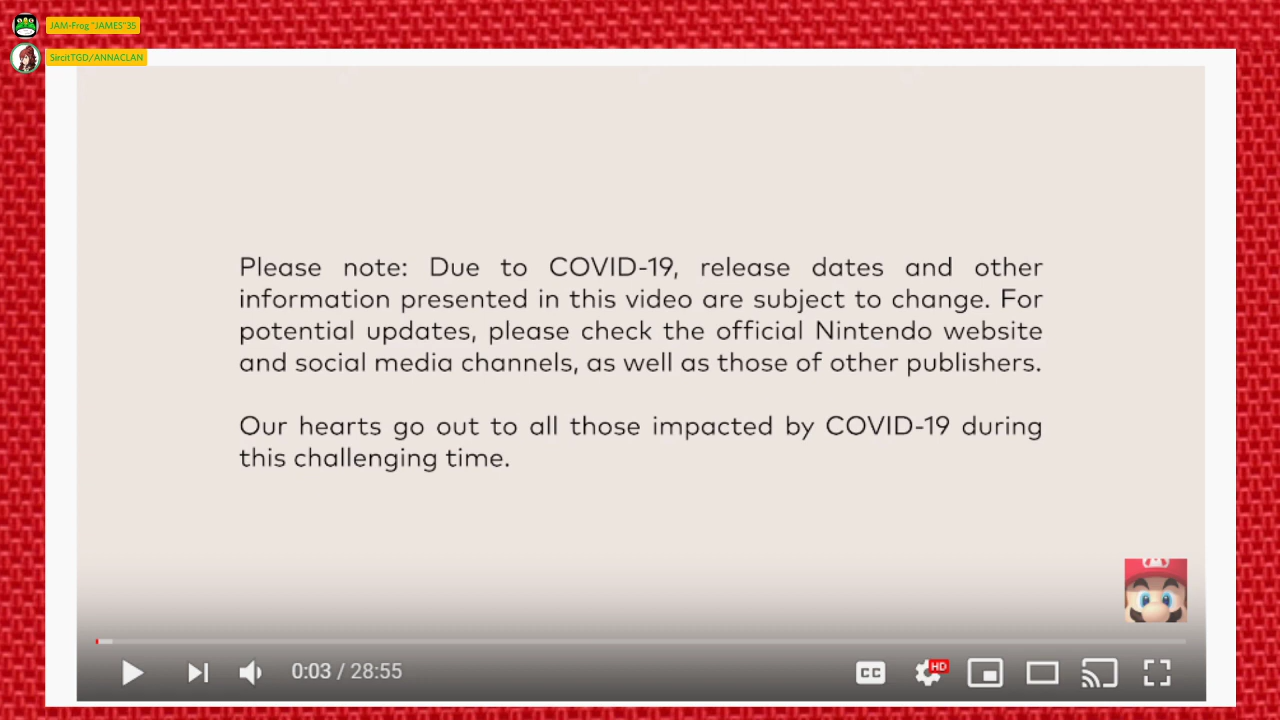 JAM-Frog "JAMES"35
SircitTGD/ANNACLAN
Please note: Due to COVID-19, release dates and other
information presented in this video are subject to change. For
potential updates, please check the official Nintendo website
and social media channels, as well as those of other publishers.
Our hearts go out to all those impacted by COVID-19 during
this challenging time.
0:03 / 28:55
CC
HD